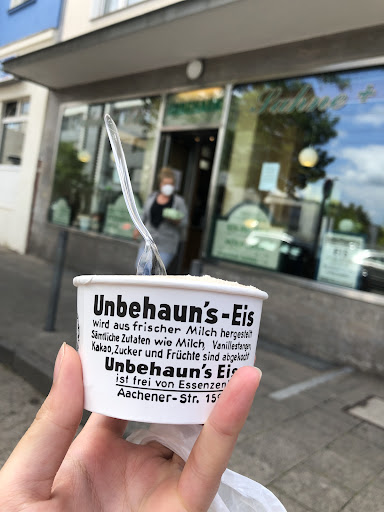 Unbehaun's-Eis
wird aus frischer Milch hergestellt
Sämtliche Zutaten wie Milch, Vanillestangen,
Kakao, Zucker und Früchte sind abgekocht
Unbehaun's Eis
ist frei von Essenzen
Aachener-Str.